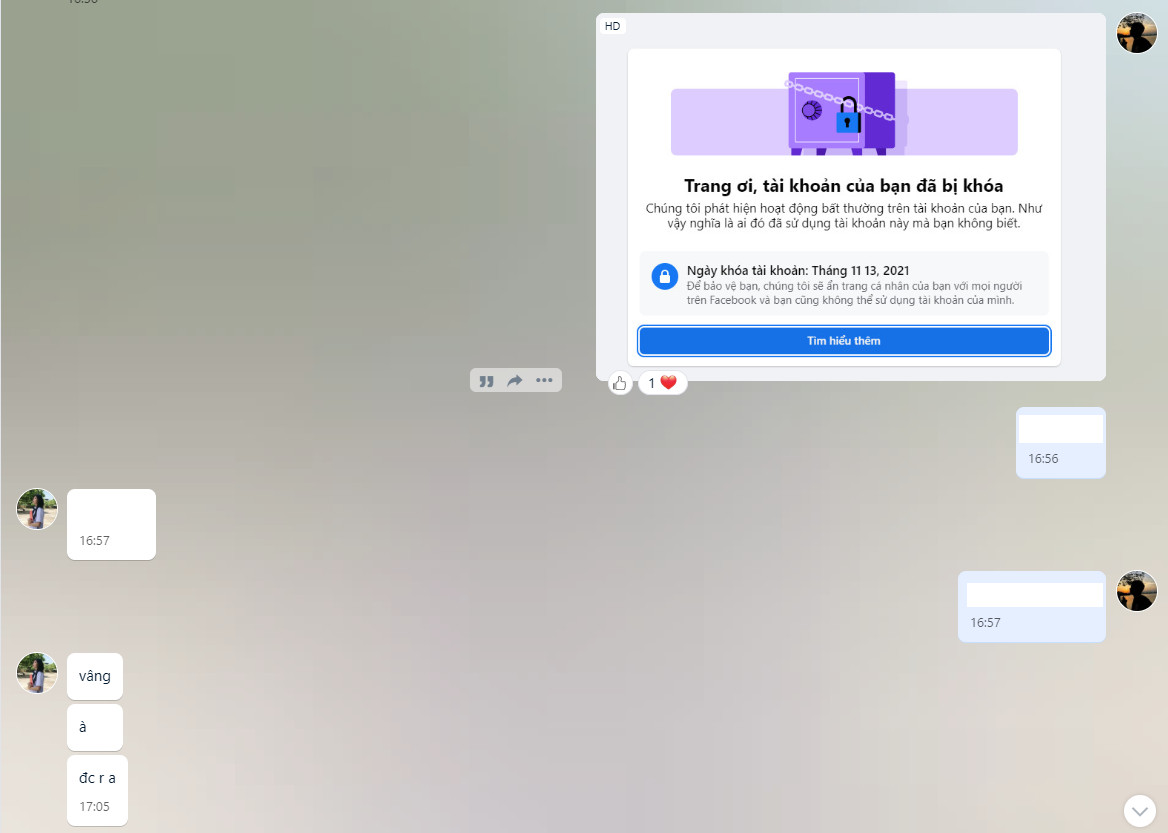 HD
Trang ơi, tài khoản của bạn đã bị khóa
Chúng tôi phát hiện hoạt động bất thường trên tài khoản của bạn. Như
vậy nghĩa là ai đó đã sử dụng tài khoản này mà bạn không biết.
Ngày khóa tài khoản: Tháng 11 13, 2021
Để bảo vệ bạn, chúng tôi sẽ ẩn trang cá nhân của bạn với mọi người
trên Facebook và bạn cũng không thể sử dụng tài khoản của mình.
Tìm hiểu thêm
1
16:56
16:57
16:57
vâng
à
đc r a
17:05